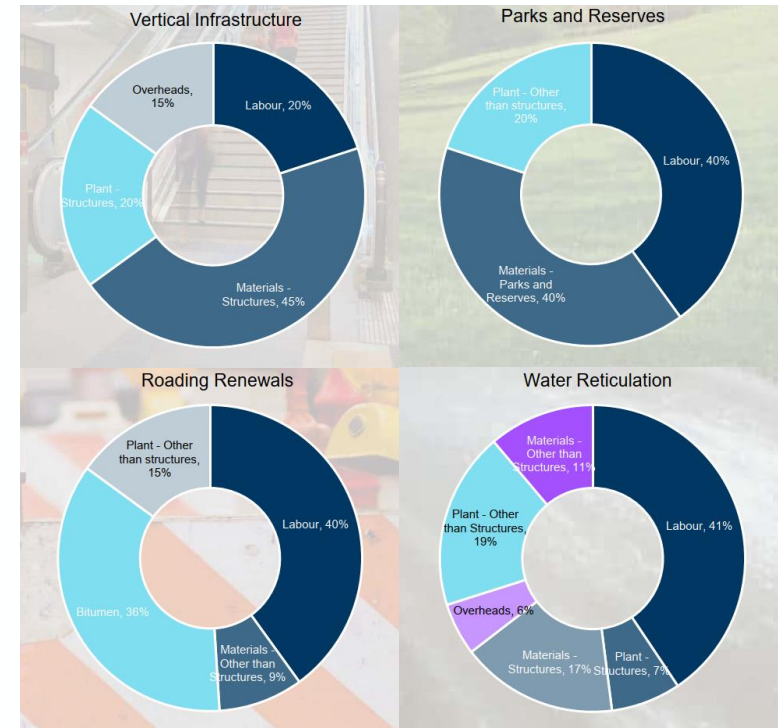 Vertical Infrastructure
Overheads,
15%
Labour, 20%
Plant -
Structures, 20%
Materials -
Structures, 45%
Parks and Reserves
Plant - Other
than structures,
20%
Labour, 40%
Materials -
Parks and
Reserves, 40%
Roading Renewals
Plant - Other
than structures,
15%
Labour, 40%
Bitumen, 36%
Materials -
Other than
Structures, 9%
Water Reticulation
Materials -
Other than
Structures, 11%
Plant - Other
than Structures,
19%
Labour, 41%
Overheads, 6%
Materials -
Structures, 17%
Plant -
Structures, 7%